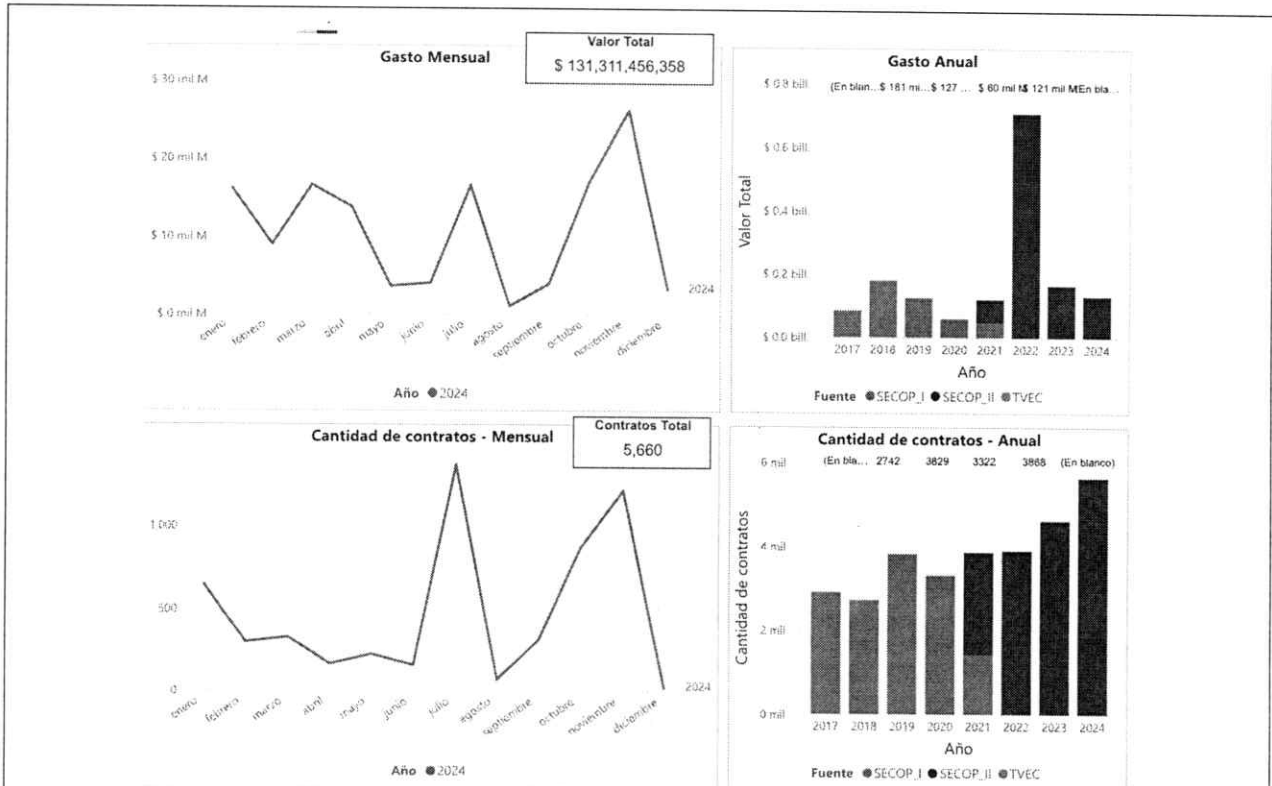 Gasto Mensual
Valor Total
$ 131,311,456,358
$ 30 mil M
$ 20 mil M
$ 10 mil M
$ 0 mil M
enero
febrero
marzo
abril
mayo
junio
julio
agosto
septiembre
octubre
noviembre
diciembre
2024
Año 2024
Gasto Anual
$ 0.8 bill.
(En blan... $ 181 mi... $ 127 ... $ 60 mil M $ 121 mil M (En bla...
$ 0.6 bill.
$ 0.4 bill.
$ 0.2 bill.
$ 0.0 bill.
Valor Total
2017 2018 2019 2020 2021 2022 2023 2024
Año
Fuente SECOP_I SECOP_II TVEC
Cantidad de contratos - Mensual
Contratos Total
5,660
1.000
500
0
enero
febrero
marzo
abril
mayo
junio
julio
agosto
septiembre
octubre
noviembre
diciembre
2024
Año 2024
Cantidad de contratos - Anual
6 mil
(En bla... 2742 3829 3322 3868 (En blanco)
4 mil
2 mil
0 mil
Cantidad de contratos
2017 2018 2019 2020 2021 2022 2023 2024
Año
Fuente SECOP_I SECOP_II TVEC